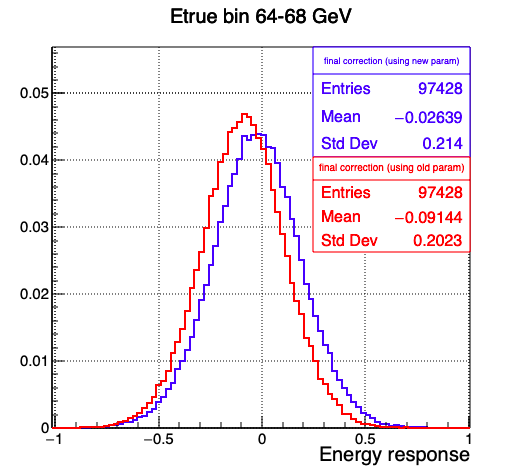 Etrue bin 64-68 GeV
final correction (using new param)
Entries 97428
Mean −0.02639
Std Dev 0.214
final correction (using old param)
Entries 97428
Mean −0.09144
Std Dev 0.2023
0.05
0.04
0.03
0.02
0.01
0
−1 −0.5 0 0.5 1
Energy response